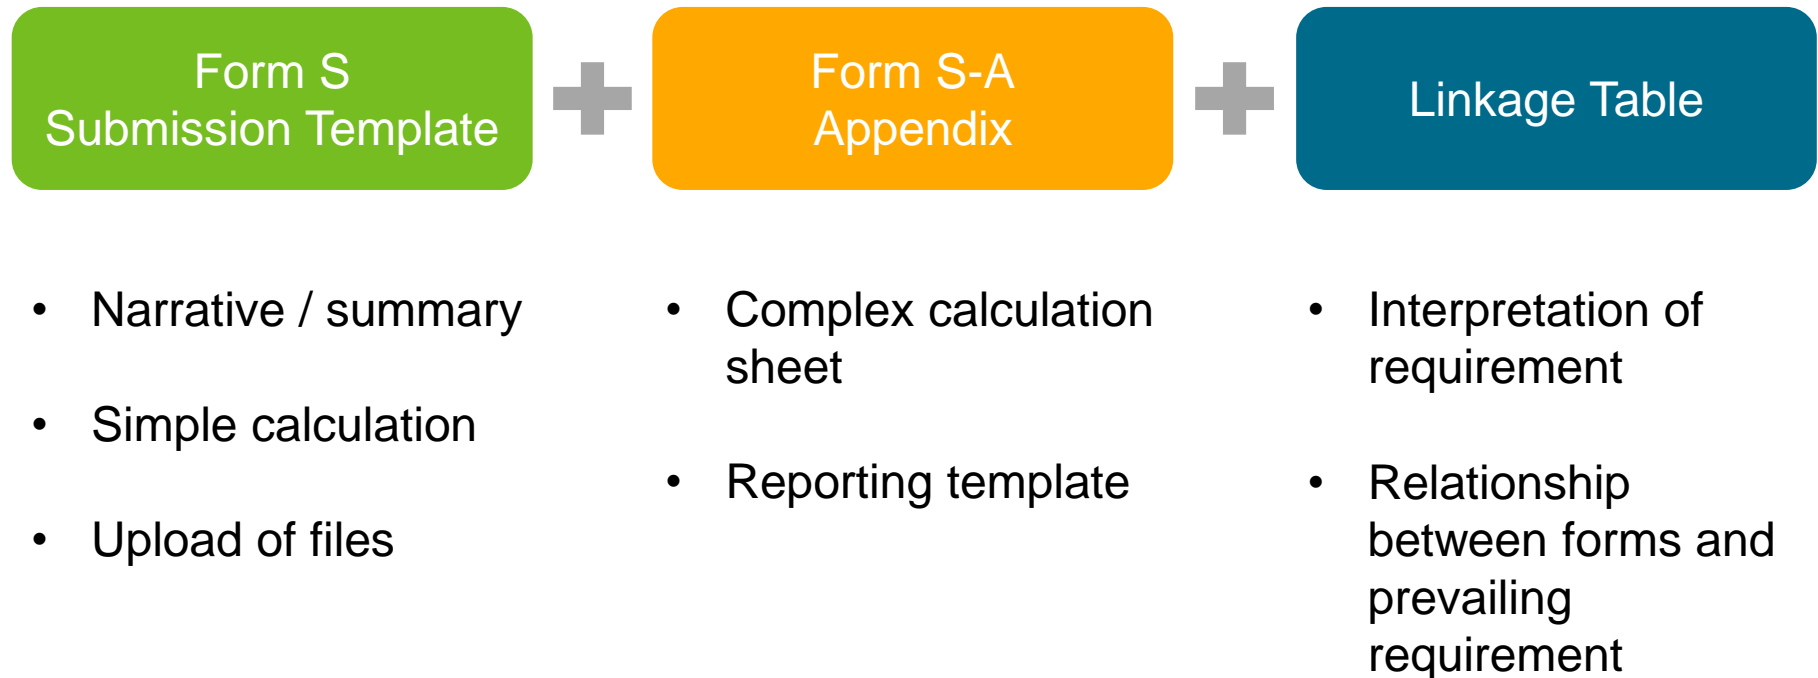 Form S
Submission Template
Form S-A
Appendix
Linkage Table
• Narrative / summary
• Simple calculation
• Upload of files
• Complex calculation
sheet
• Reporting template
• Interpretation of
requirement
• Relationship
between forms and
prevailing
requirement